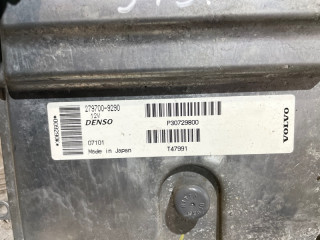 279700-9290
12V
DENSO
P30729800
07101
Made in Japan
T47991
VOLVO